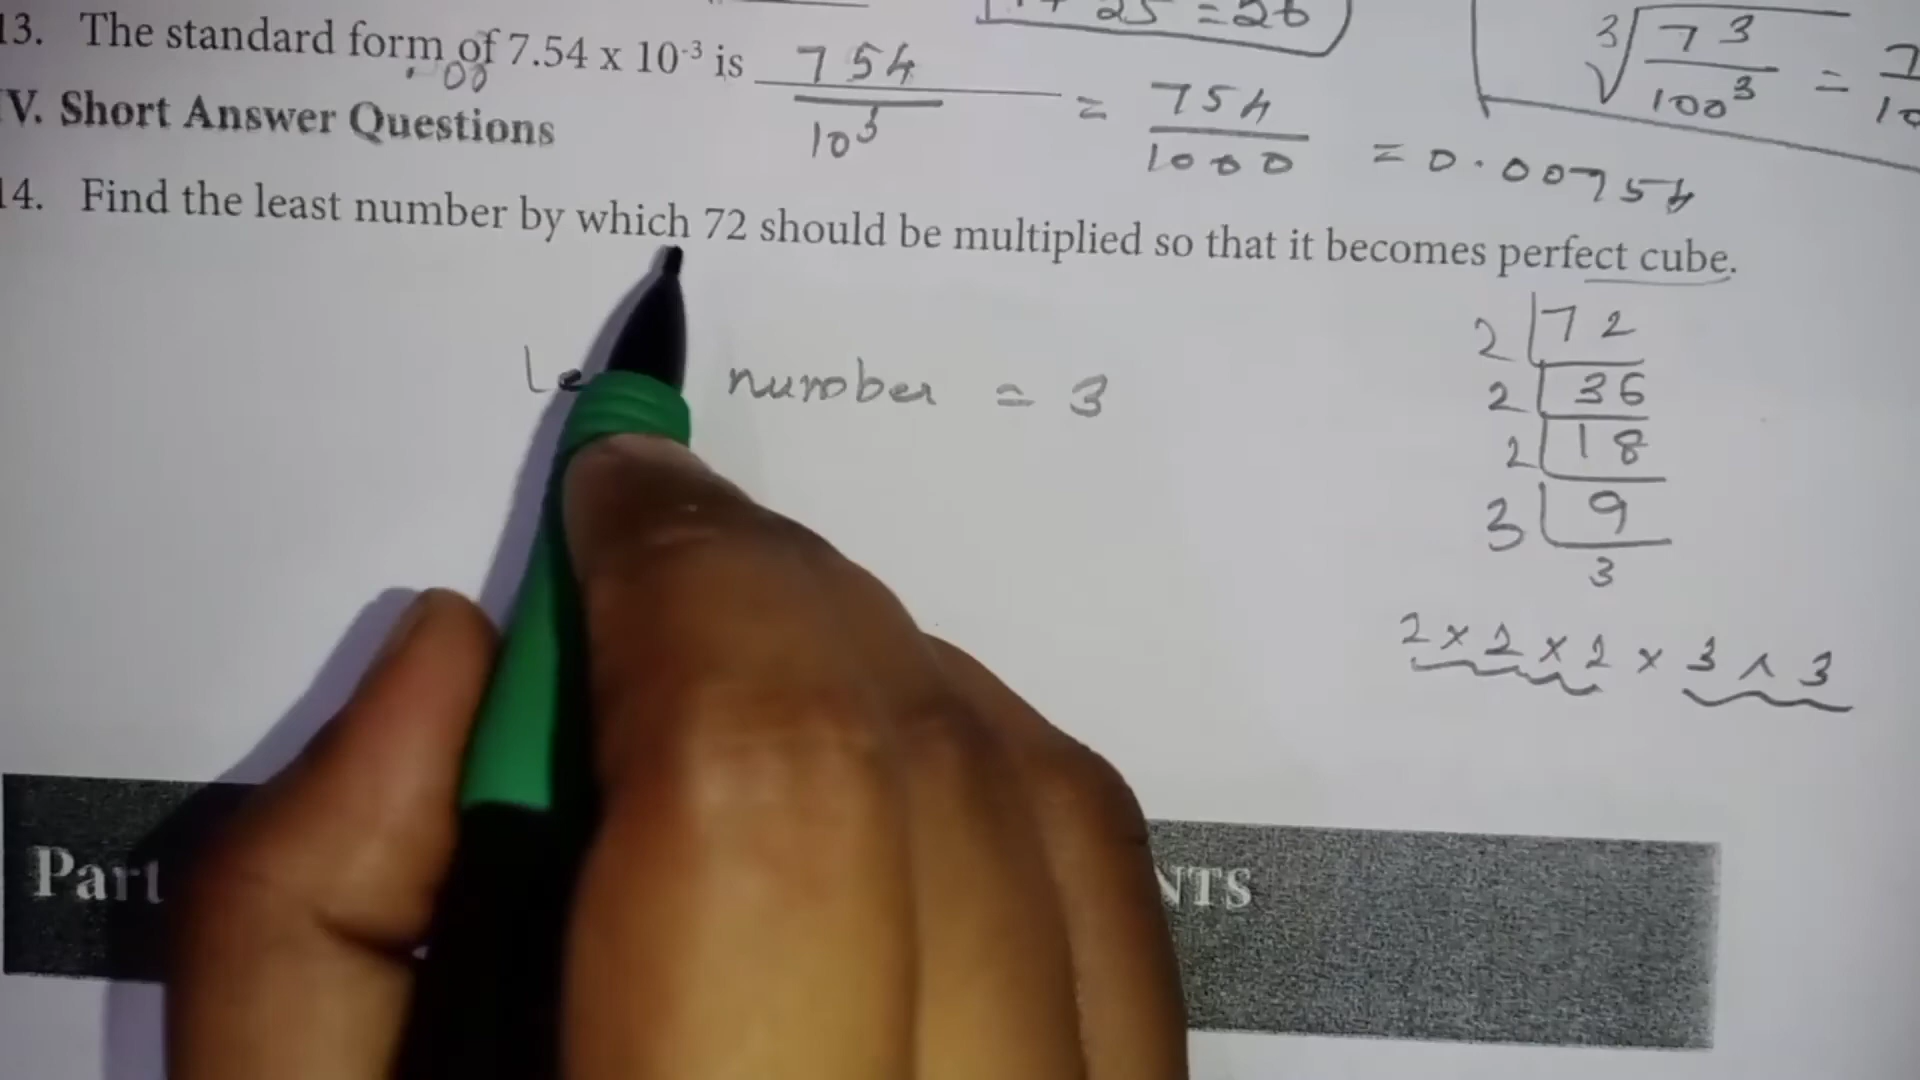 25 = 26
13. The standard form of 7.54 x 10⁻³ is 754 / 10³ = 754 / 1000 = 0.00754
. 00
∛(7³ / 100³) = 7
IV. Short Answer Questions
14. Find the least number by which 72 should be multiplied so that it becomes perfect cube.
number = 3
2 | 72
2 | 36
2 | 18
3 | 9
3
2 x 2 x 2 x 3 x 3
Part
NTS